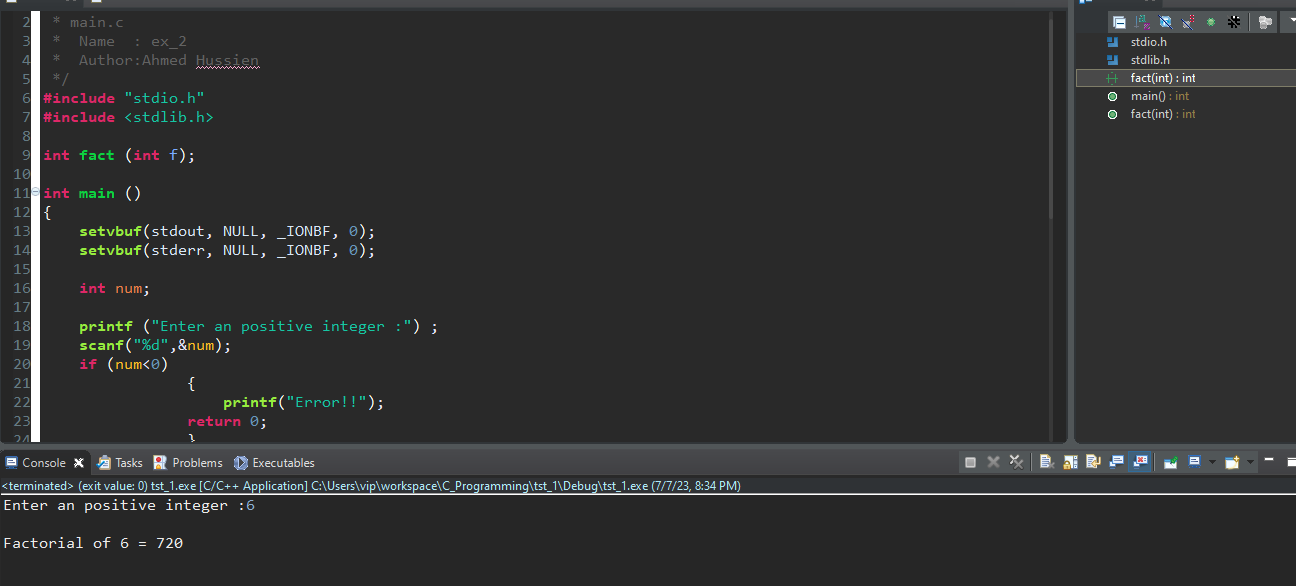 2 * main.c
3 *  Name  : ex_2
4 *  Author:Ahmed Hussien
5 */
6 #include "stdio.h"
7 #include <stdlib.h>
8
9 int fact (int f);
10
11 int main ()
12 {
13     setvbuf(stdout, NULL, _IONBF, 0);
14     setvbuf(stderr, NULL, _IONBF, 0);
15
16     int num;
17
18     printf ("Enter an positive integer :") ;
19     scanf("%d",&num);
20     if (num<0)
21                 {
22                     printf("Error!!");
23                 return 0;
24                 }
stdio.h
stdlib.h
fact(int) : int
main() : int
fact(int) : int
Console Tasks Problems Executables
<terminated> (exit value: 0) tst_1.exe [C/C++ Application] C:\Users\vip\workspace\C_Programming\tst_1\Debug\tst_1.exe (7/7/23, 8:34 PM)
Enter an positive integer :6
Factorial of 6 = 720